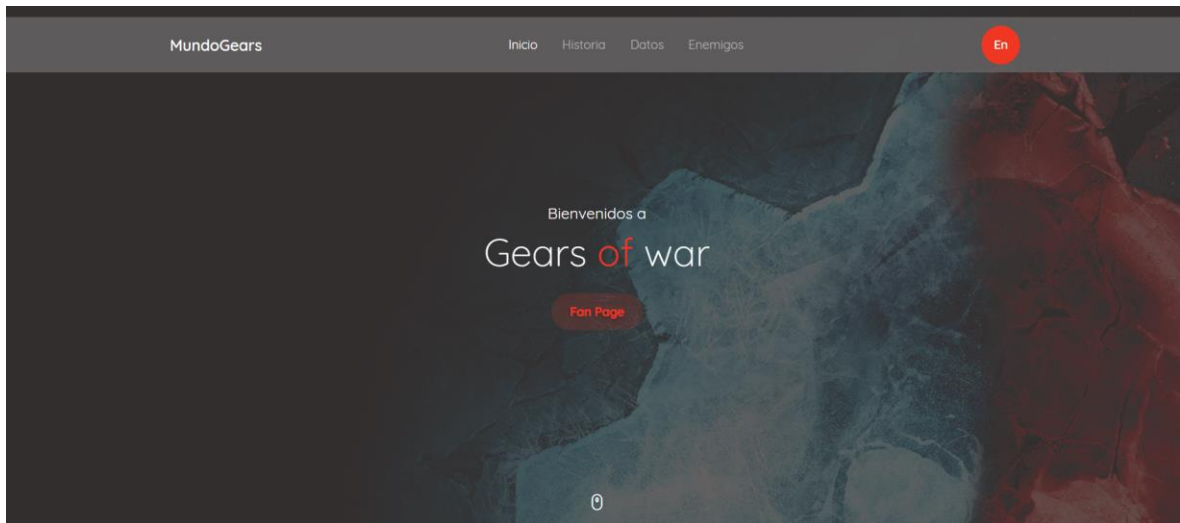 MundoGears
Inicio Historia Datos Enemigos
En
Bienvenidos a
Gears of war
Fan Page